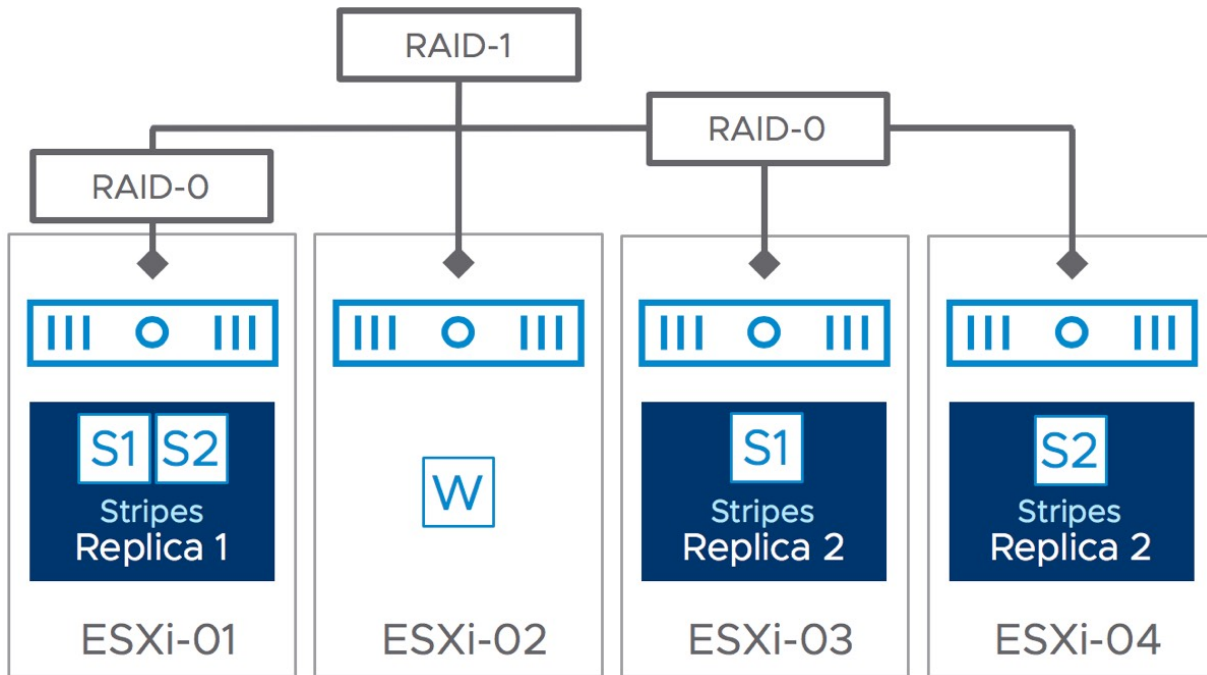 RAID-1
RAID-0
RAID-0
S1 S2
Stripes
Replica 1
ESXi-01
W
ESXi-02
S1
Stripes
Replica 2
ESXi-03
S2
Stripes
Replica 2
ESXi-04